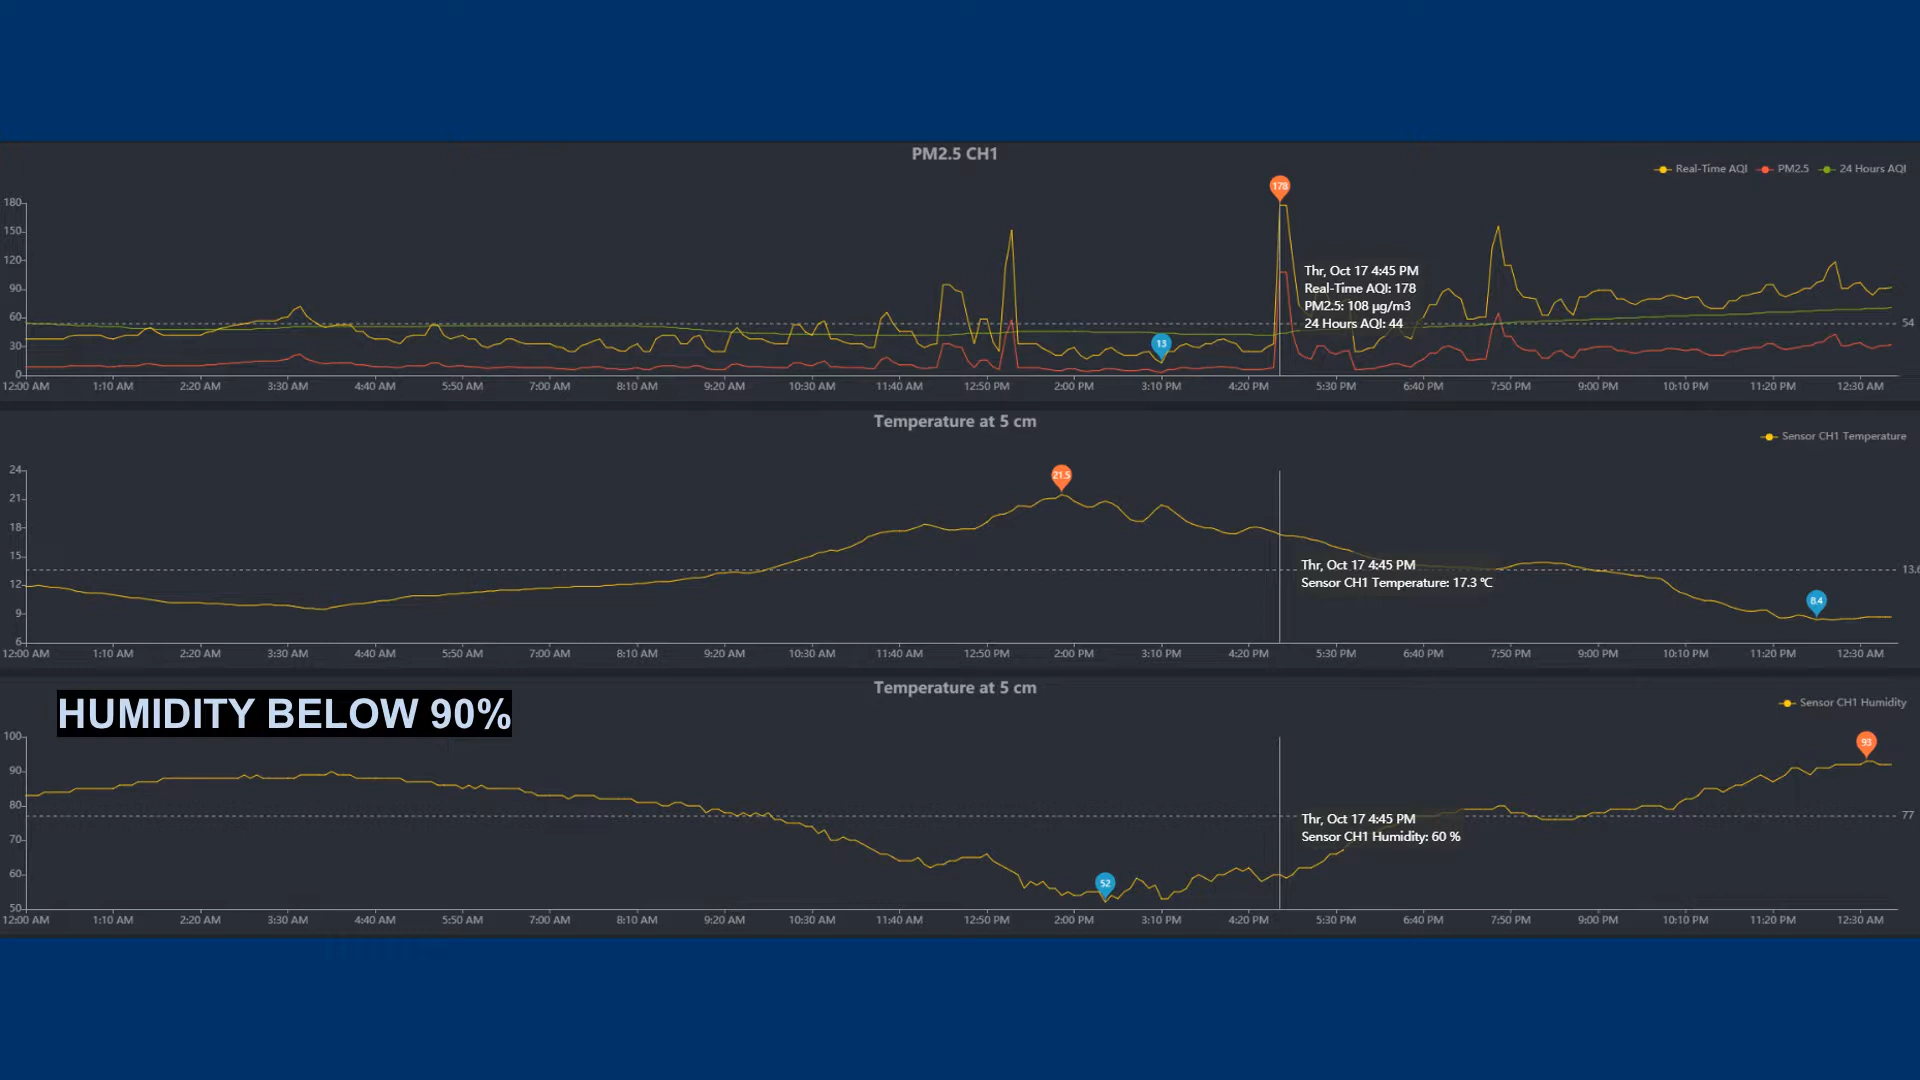 PM2.5 CH1
Real-Time AQI PM2.5 24 Hours AQI
178
180
150
120
90
60
30
0
Thr, Oct 17 4:45 PM
Real-Time AQI: 178
PM2.5: 108 µg/m3
24 Hours AQI: 44
13
54
12:00 AM 1:10 AM 2:20 AM 3:30 AM 4:40 AM 5:50 AM 7:00 AM 8:10 AM 9:20 AM 10:30 AM 11:40 AM 12:50 PM 2:00 PM 3:10 PM 4:20 PM 5:30 PM 6:40 PM 7:50 PM 9:00 PM 10:10 PM 11:20 PM 12:30 AM
Temperature at 5 cm
Sensor CH1 Temperature
21.5
24
21
18
15
12
9
6
Thr, Oct 17 4:45 PM
Sensor CH1 Temperature: 17.3 ℃
13.6
8.4
12:00 AM 1:10 AM 2:20 AM 3:30 AM 4:40 AM 5:50 AM 7:00 AM 8:10 AM 9:20 AM 10:30 AM 11:40 AM 12:50 PM 2:00 PM 3:10 PM 4:20 PM 5:30 PM 6:40 PM 7:50 PM 9:00 PM 10:10 PM 11:20 PM 12:30 AM
Temperature at 5 cm
HUMIDITY BELOW 90%
Sensor CH1 Humidity
93
100
90
80
70
60
50
Thr, Oct 17 4:45 PM
Sensor CH1 Humidity: 60 %
77
52
12:00 AM 1:10 AM 2:20 AM 3:30 AM 4:40 AM 5:50 AM 7:00 AM 8:10 AM 9:20 AM 10:30 AM 11:40 AM 12:50 PM 2:00 PM 3:10 PM 4:20 PM 5:30 PM 6:40 PM 7:50 PM 9:00 PM 10:10 PM 11:20 PM 12:30 AM